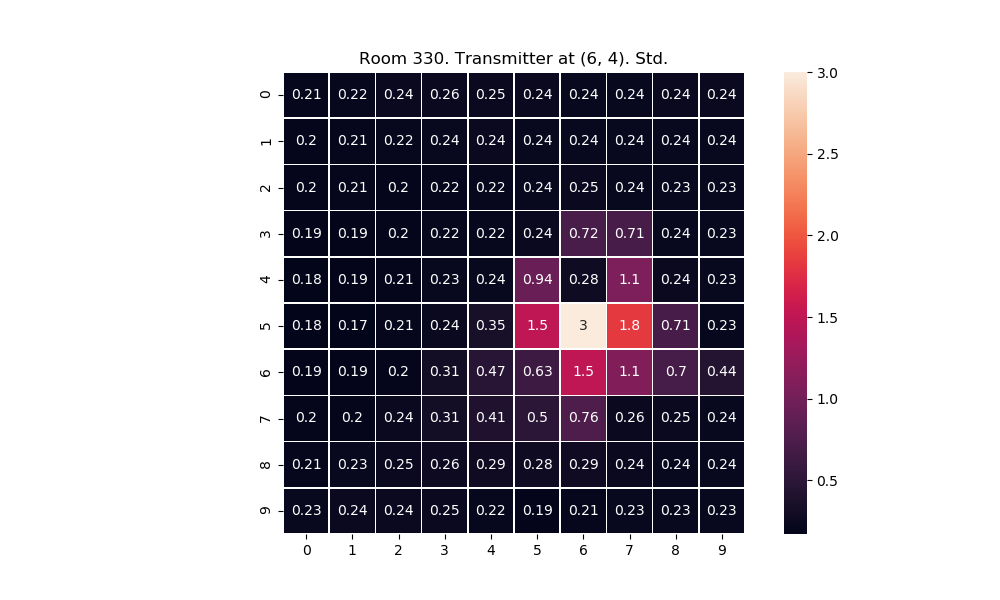 Room 330. Transmitter at (6, 4). Std.
0 0.21 0.22 0.24 0.26 0.25 0.24 0.24 0.24 0.24 0.24
1 0.2 0.21 0.22 0.24 0.24 0.24 0.24 0.24 0.24 0.24
2 0.2 0.21 0.2 0.22 0.22 0.24 0.25 0.24 0.23 0.23
3 0.19 0.19 0.2 0.22 0.22 0.24 0.72 0.71 0.24 0.23
4 0.18 0.19 0.21 0.23 0.24 0.94 0.28 1.1 0.24 0.23
5 0.18 0.17 0.21 0.24 0.35 1.5 3 1.8 0.71 0.23
6 0.19 0.19 0.2 0.31 0.47 0.63 1.5 1.1 0.7 0.44
7 0.2 0.2 0.24 0.31 0.41 0.5 0.76 0.26 0.25 0.24
8 0.21 0.23 0.25 0.26 0.29 0.28 0.29 0.24 0.24 0.24
9 0.23 0.24 0.24 0.25 0.22 0.19 0.21 0.23 0.23 0.23
0 1 2 3 4 5 6 7 8 9
3.0
2.5
2.0
1.5
1.0
0.5